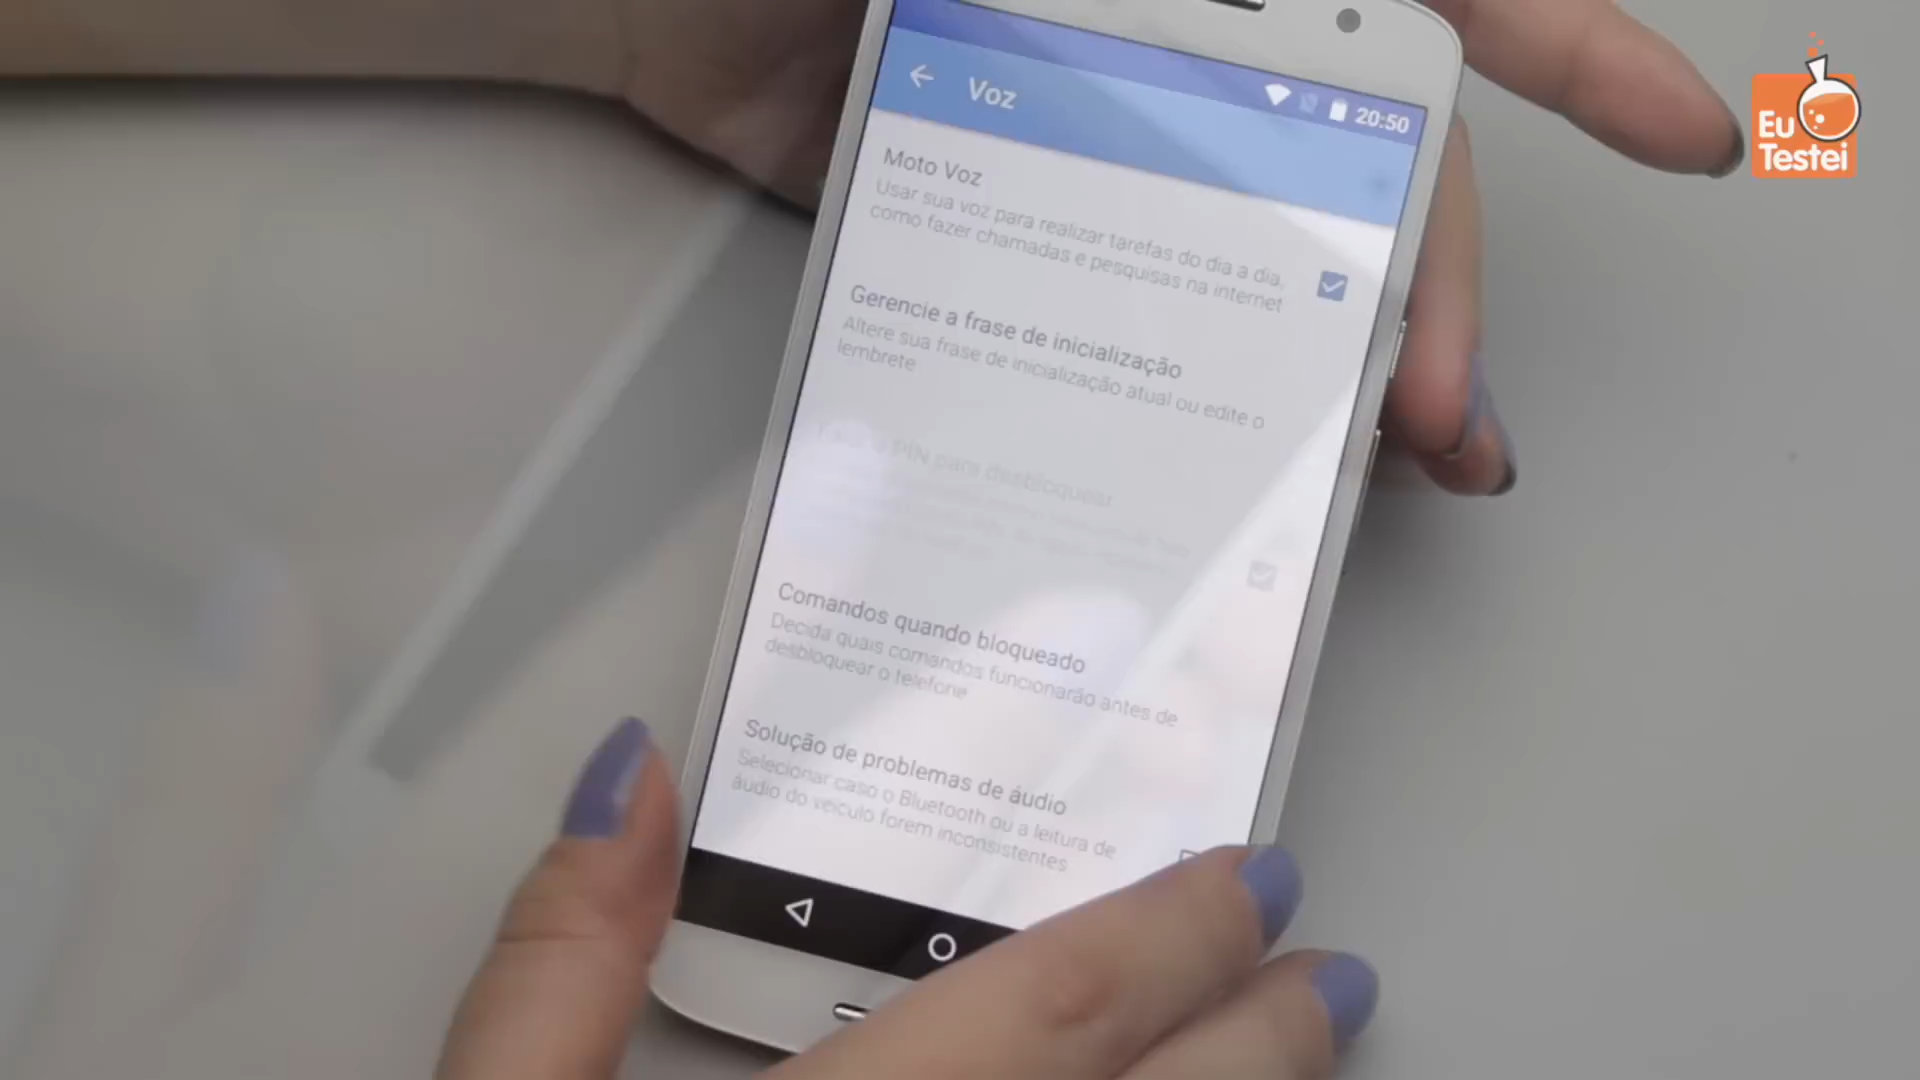 Eu
Testei
20:50
Voz
Moto Voz
Usar sua voz para realizar tarefas do dia a dia,
como fazer chamadas e pesquisas na internet
Gerencie a frase de inicialização
Altere sua frase de inicialização atual ou edite o
lembrete
PIN para desbloquear
Comandos quando bloqueado
Decida quais comandos funcionarão antes de
desbloquear o telefone
Solução de problemas de áudio
Selecionar caso o Bluetooth ou a leitura de
áudio do veículo forem inconsistentes